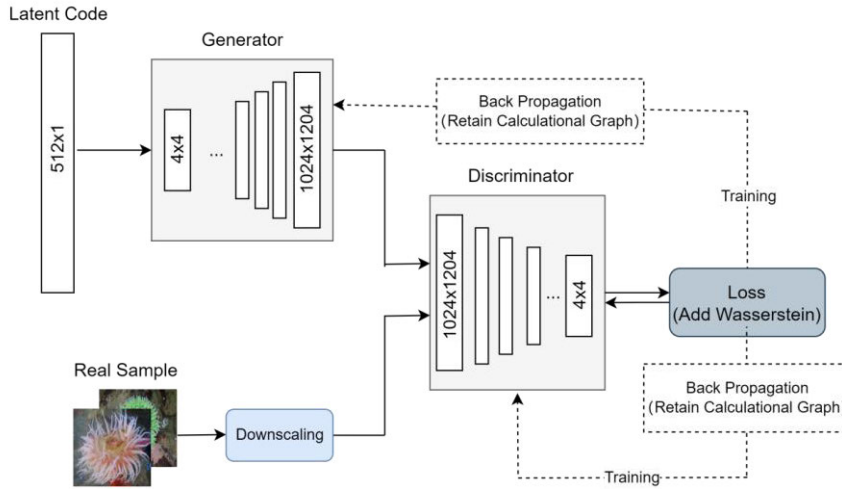 Latent Code
Generator
512x1
4x4
...
1024x1204
Back Propagation
(Retain Calculational Graph)
Discriminator
Training
1024x1204
...
4x4
Loss
(Add Wasserstein)
Real Sample
Downscaling
Back Propagation
(Retain Calculational Graph
Training